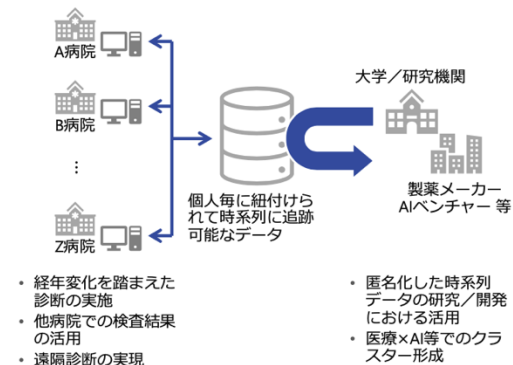 A病院
B病院
⋮
Z病院
個人毎に紐付けら
れて時系列に追跡
可能なデータ
大学／研究機関
製薬メーカー
AIベンチャー 等
• 経年変化を踏まえた
診断の実施
• 他病院での検査結果
の活用
• 遠隔診断の実現
• 匿名化した時系列
データの研究／開発
における活用
• 医療×AI等でのクラ
スター形成